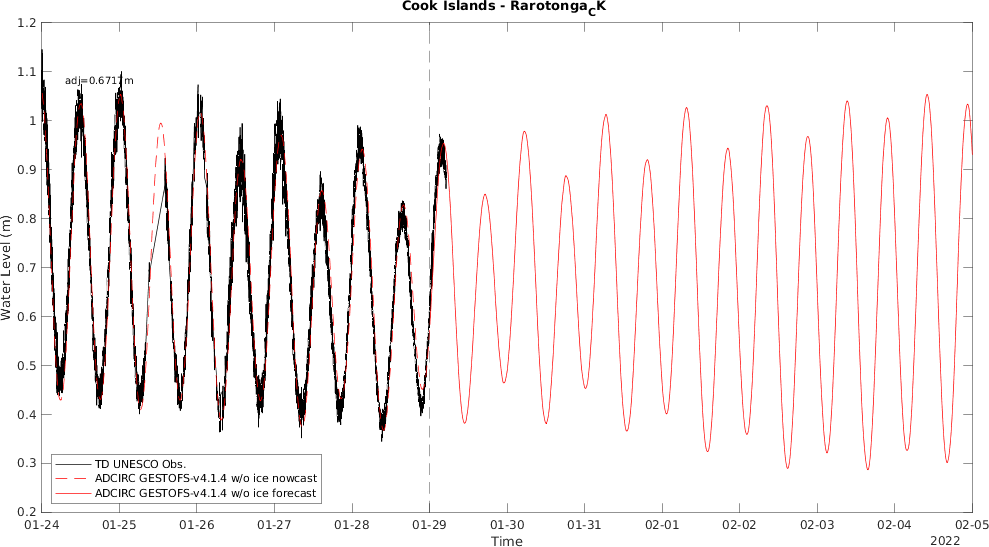 Cook Islands - Rarotonga_CK
1.2
1.1
1
0.9
0.8
0.7
0.6
0.5
0.4
0.3
0.2
Water Level (m)
adj=0.6717m
TD UNESCO Obs.
ADCIRC GESTOFS-v4.1.4 w/o ice nowcast
ADCIRC GESTOFS-v4.1.4 w/o ice forecast
01-24 01-25 01-26 01-27 01-28 01-29 01-30 01-31 02-01 02-02 02-03 02-04 02-05
Time
2022